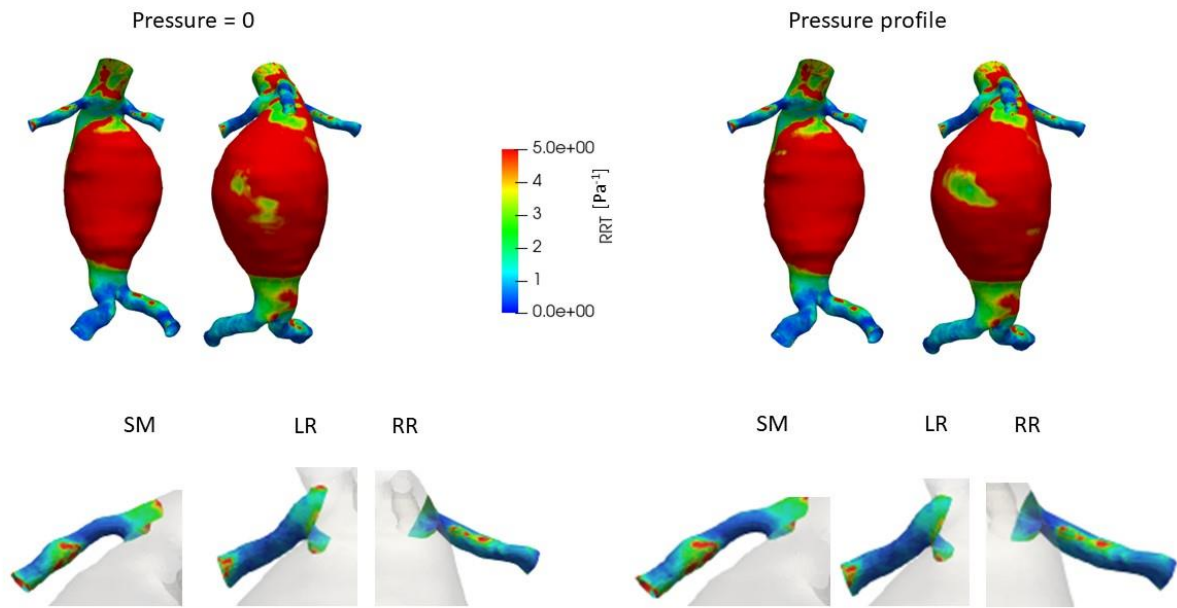 Pressure = 0
Pressure profile
5.0e+00
4
3
2
1
0.0e+00
RRT [Pa⁻¹]
SM
LR
RR
SM
LR
RR